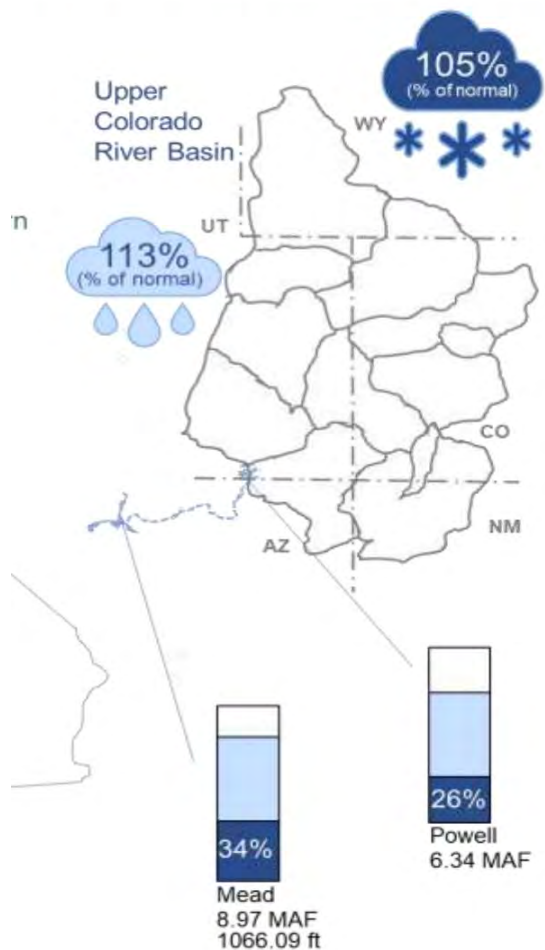 105%
(% of normal)
Upper
Colorado
River Basin
WY
UT
rn
113%
(% of normal)
CO
NM
AZ
26%
Powell
6.34 MAF
34%
Mead
8.97 MAF
1066.09 ft